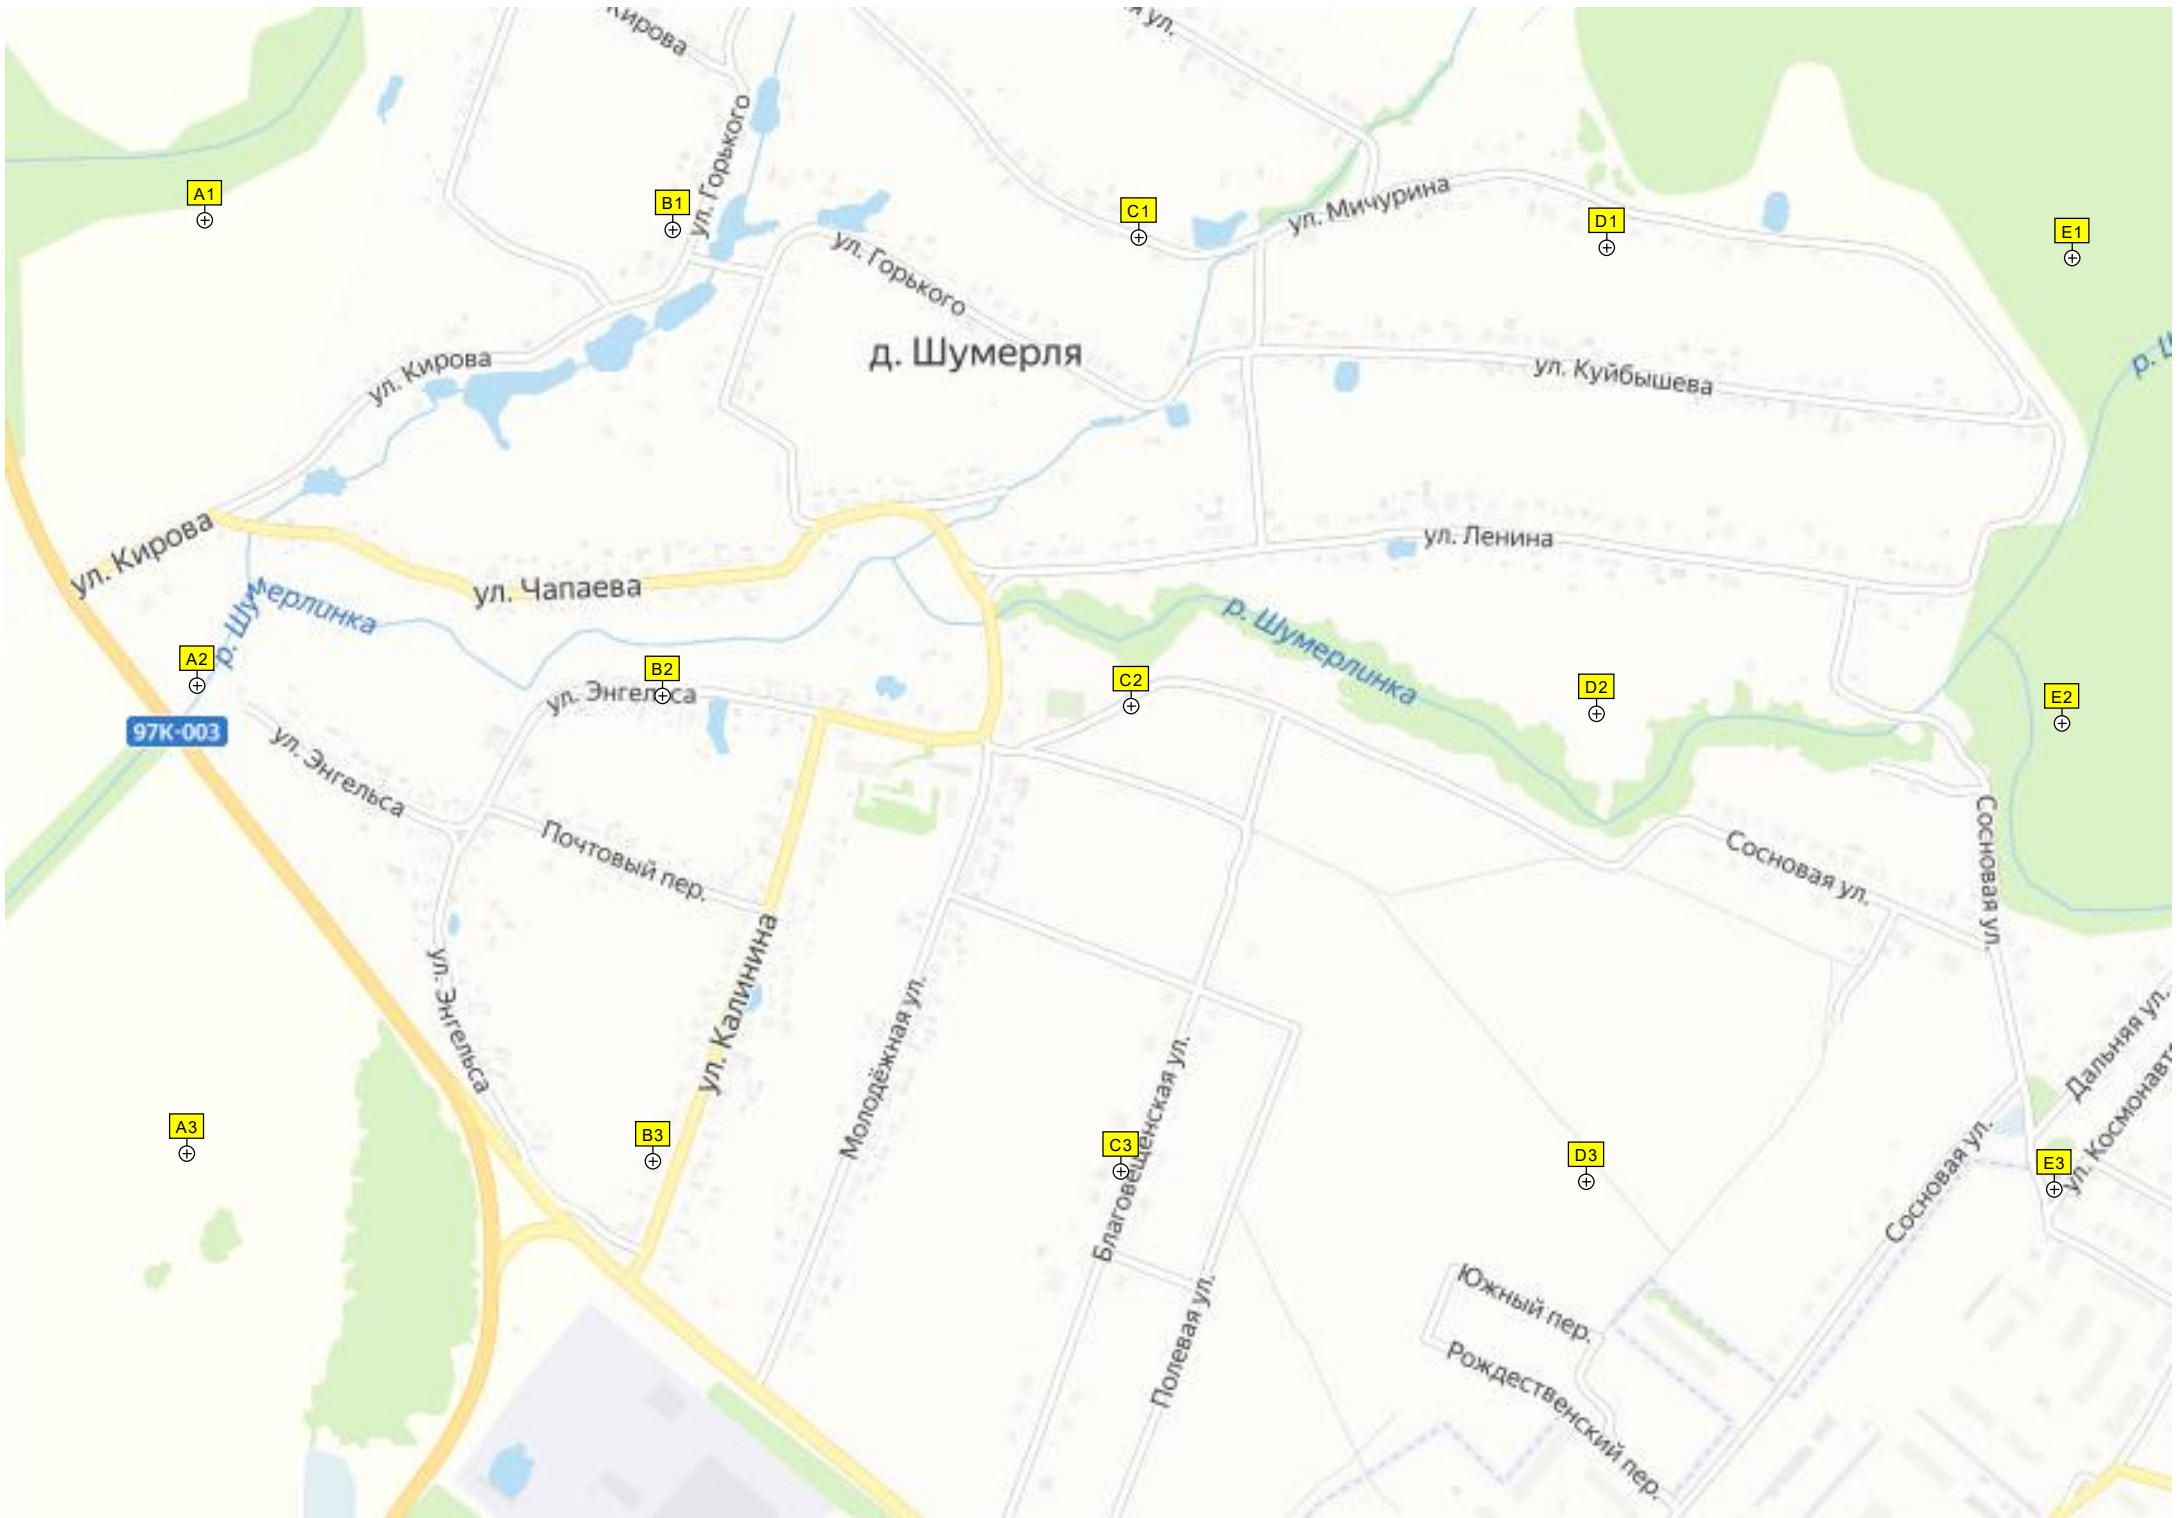 Кирова
я ул.
ул. Горького
A1
B1
C1
D1
E1
ул. Мичурина
ул. Горького
д. Шумерля
р. Ш
ул. Кирова
ул. Куйбышева
ул. Кирова
ул. Ленина
ул. Чапаева
р. Шумерлинка
р. Шумерлинка
A2
B2
C2
D2
E2
ул. Энгельса
97К-003
ул. Энгельса
Почтовый пер.
Сосновая ул.
Сосновая ул.
ул. Энгельса
ул. Калинина
Молодёжная ул.
Благовещенская ул.
Дальняя ул.
ул. Космонавт
A3
B3
C3
D3
E3
Сосновая ул.
Полевая ул.
Южный пер.
Рождественский пер.